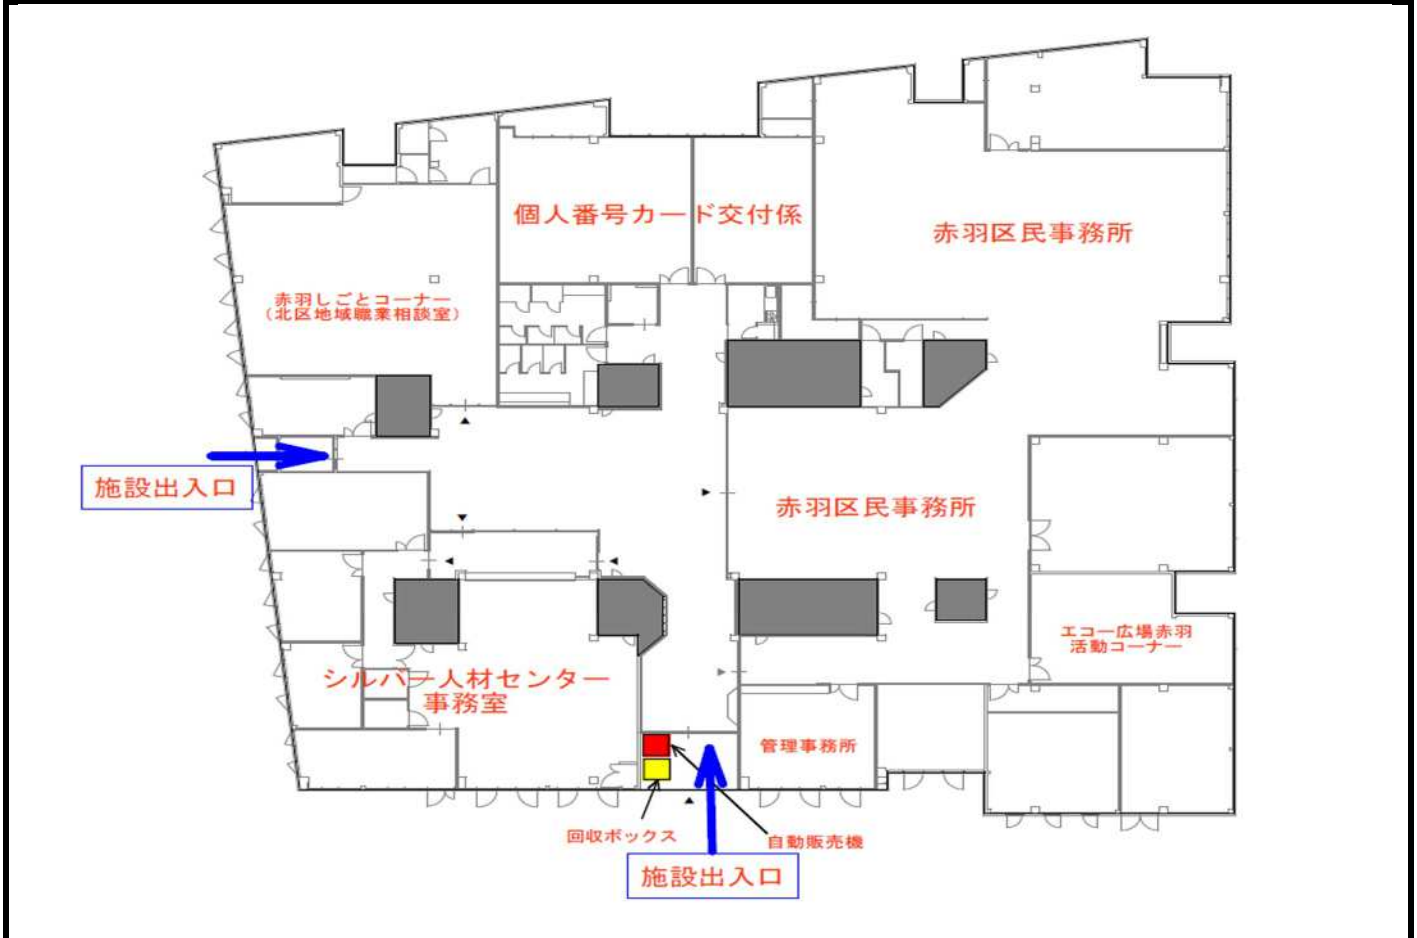 個人番号カード交付係
赤羽区民事務所
赤羽しごとコーナー
（北区地域職業相談室）
施設出入口
赤羽区民事務所
エコー広場赤羽
活動コーナー
シルバー人材センター
事務室
管理事務所
回収ボックス
自動販売機
施設出入口